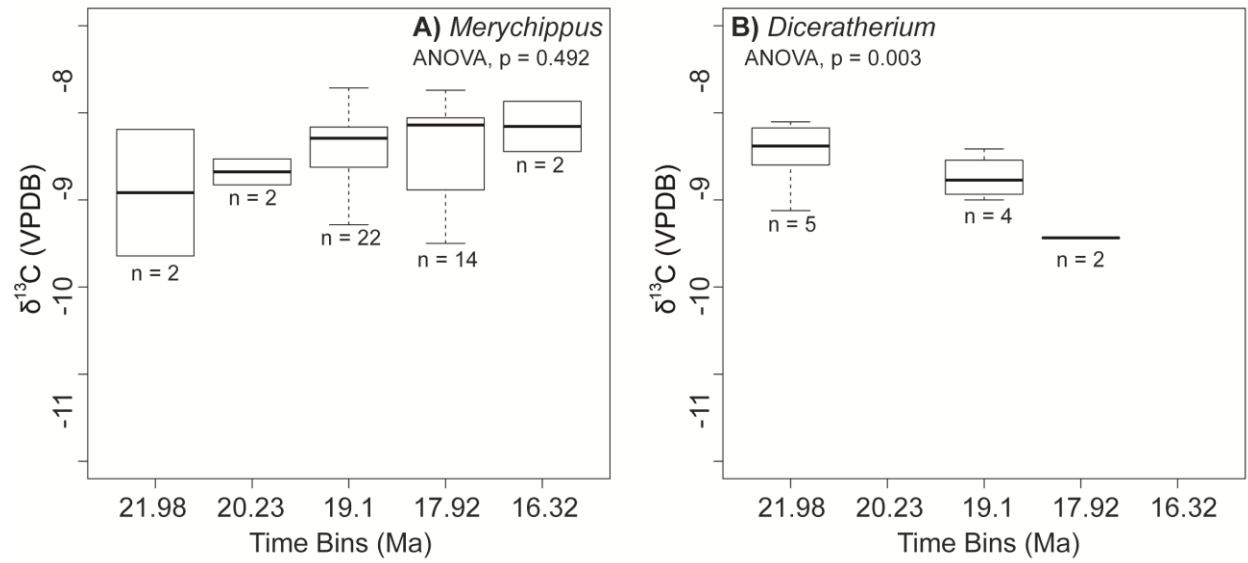 A) Merychippus
ANOVA, p = 0.492
δ13C (VPDB)
-8
-9
-10
-11
n = 2
n = 2
n = 22
n = 14
n = 2
21.98 20.23 19.1 17.92 16.32
Time Bins (Ma)
B) Diceratherium
ANOVA, p = 0.003
δ13C (VPDB)
-8
-9
-10
-11
n = 5
n = 4
n = 2
21.98 20.23 19.1 17.92 16.32
Time Bins (Ma)